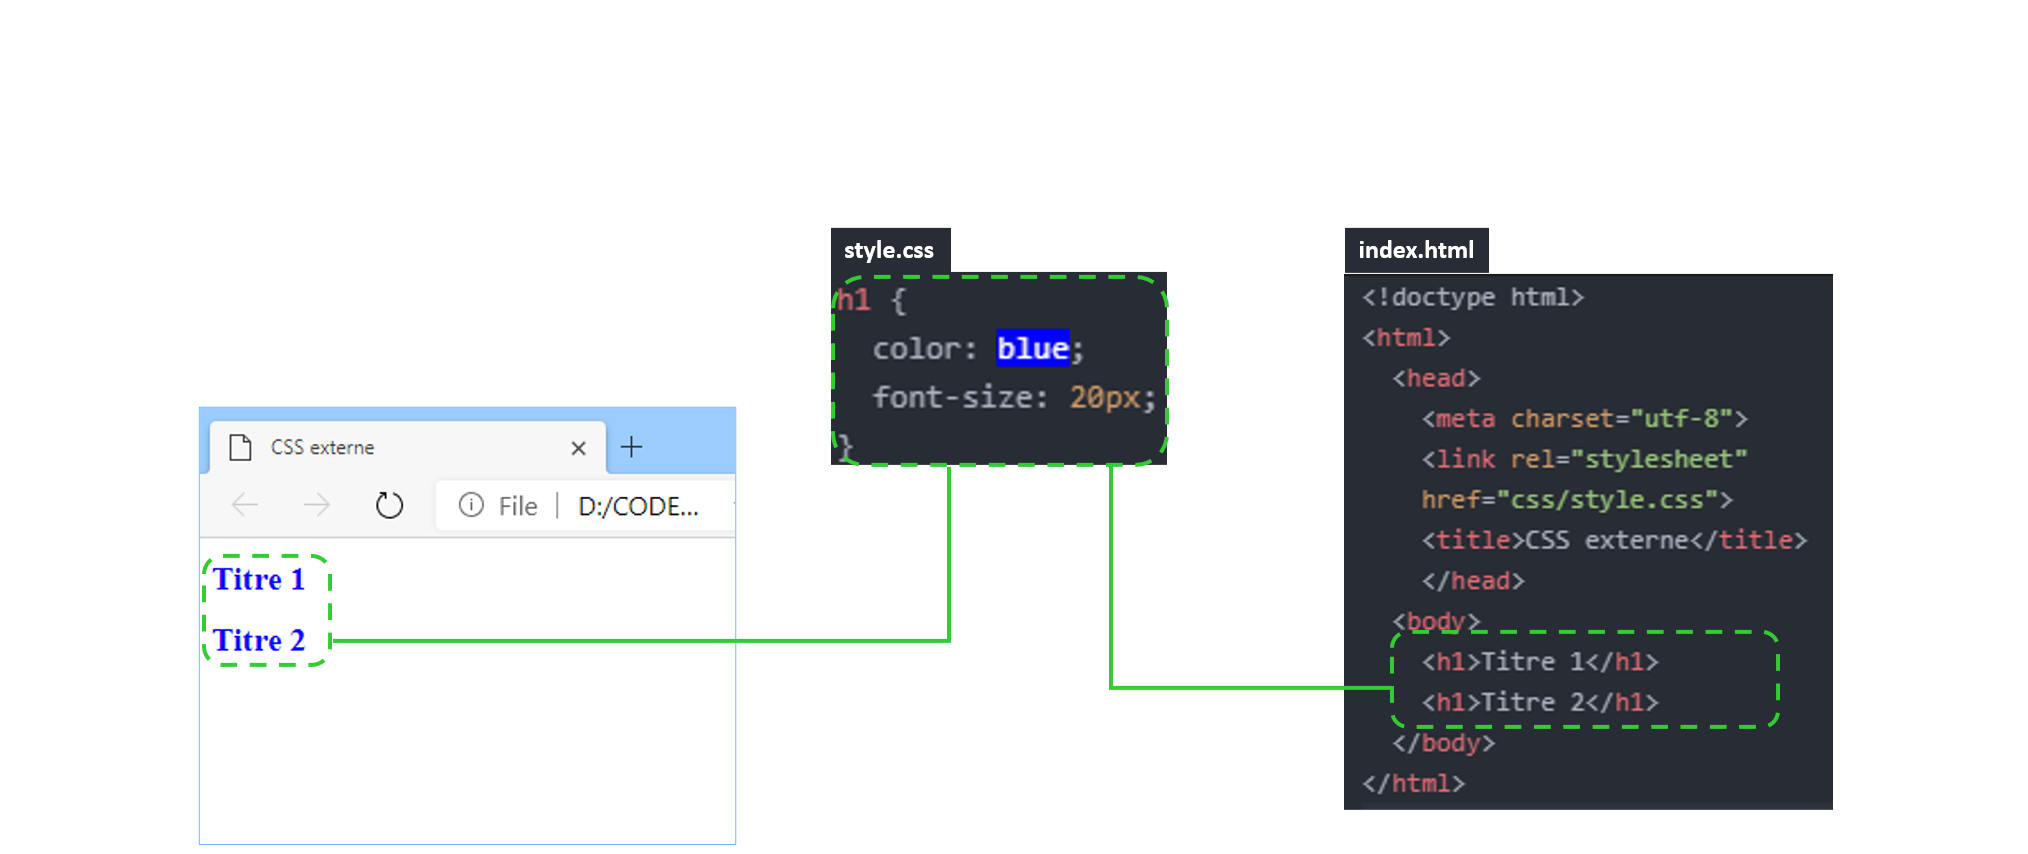 style.css
h1 {
color: blue;
font-size: 20px;
}
index.html
<!doctype html>
<html>
<head>
<meta charset="utf-8">
<link rel="stylesheet"
href="css/style.css">
<title>CSS externe</title>
</head>
<body>
<h1>Titre 1</h1>
<h1>Titre 2</h1>
</body>
</html>
CSS externe
File | D:/CODE...
Titre 1
Titre 2